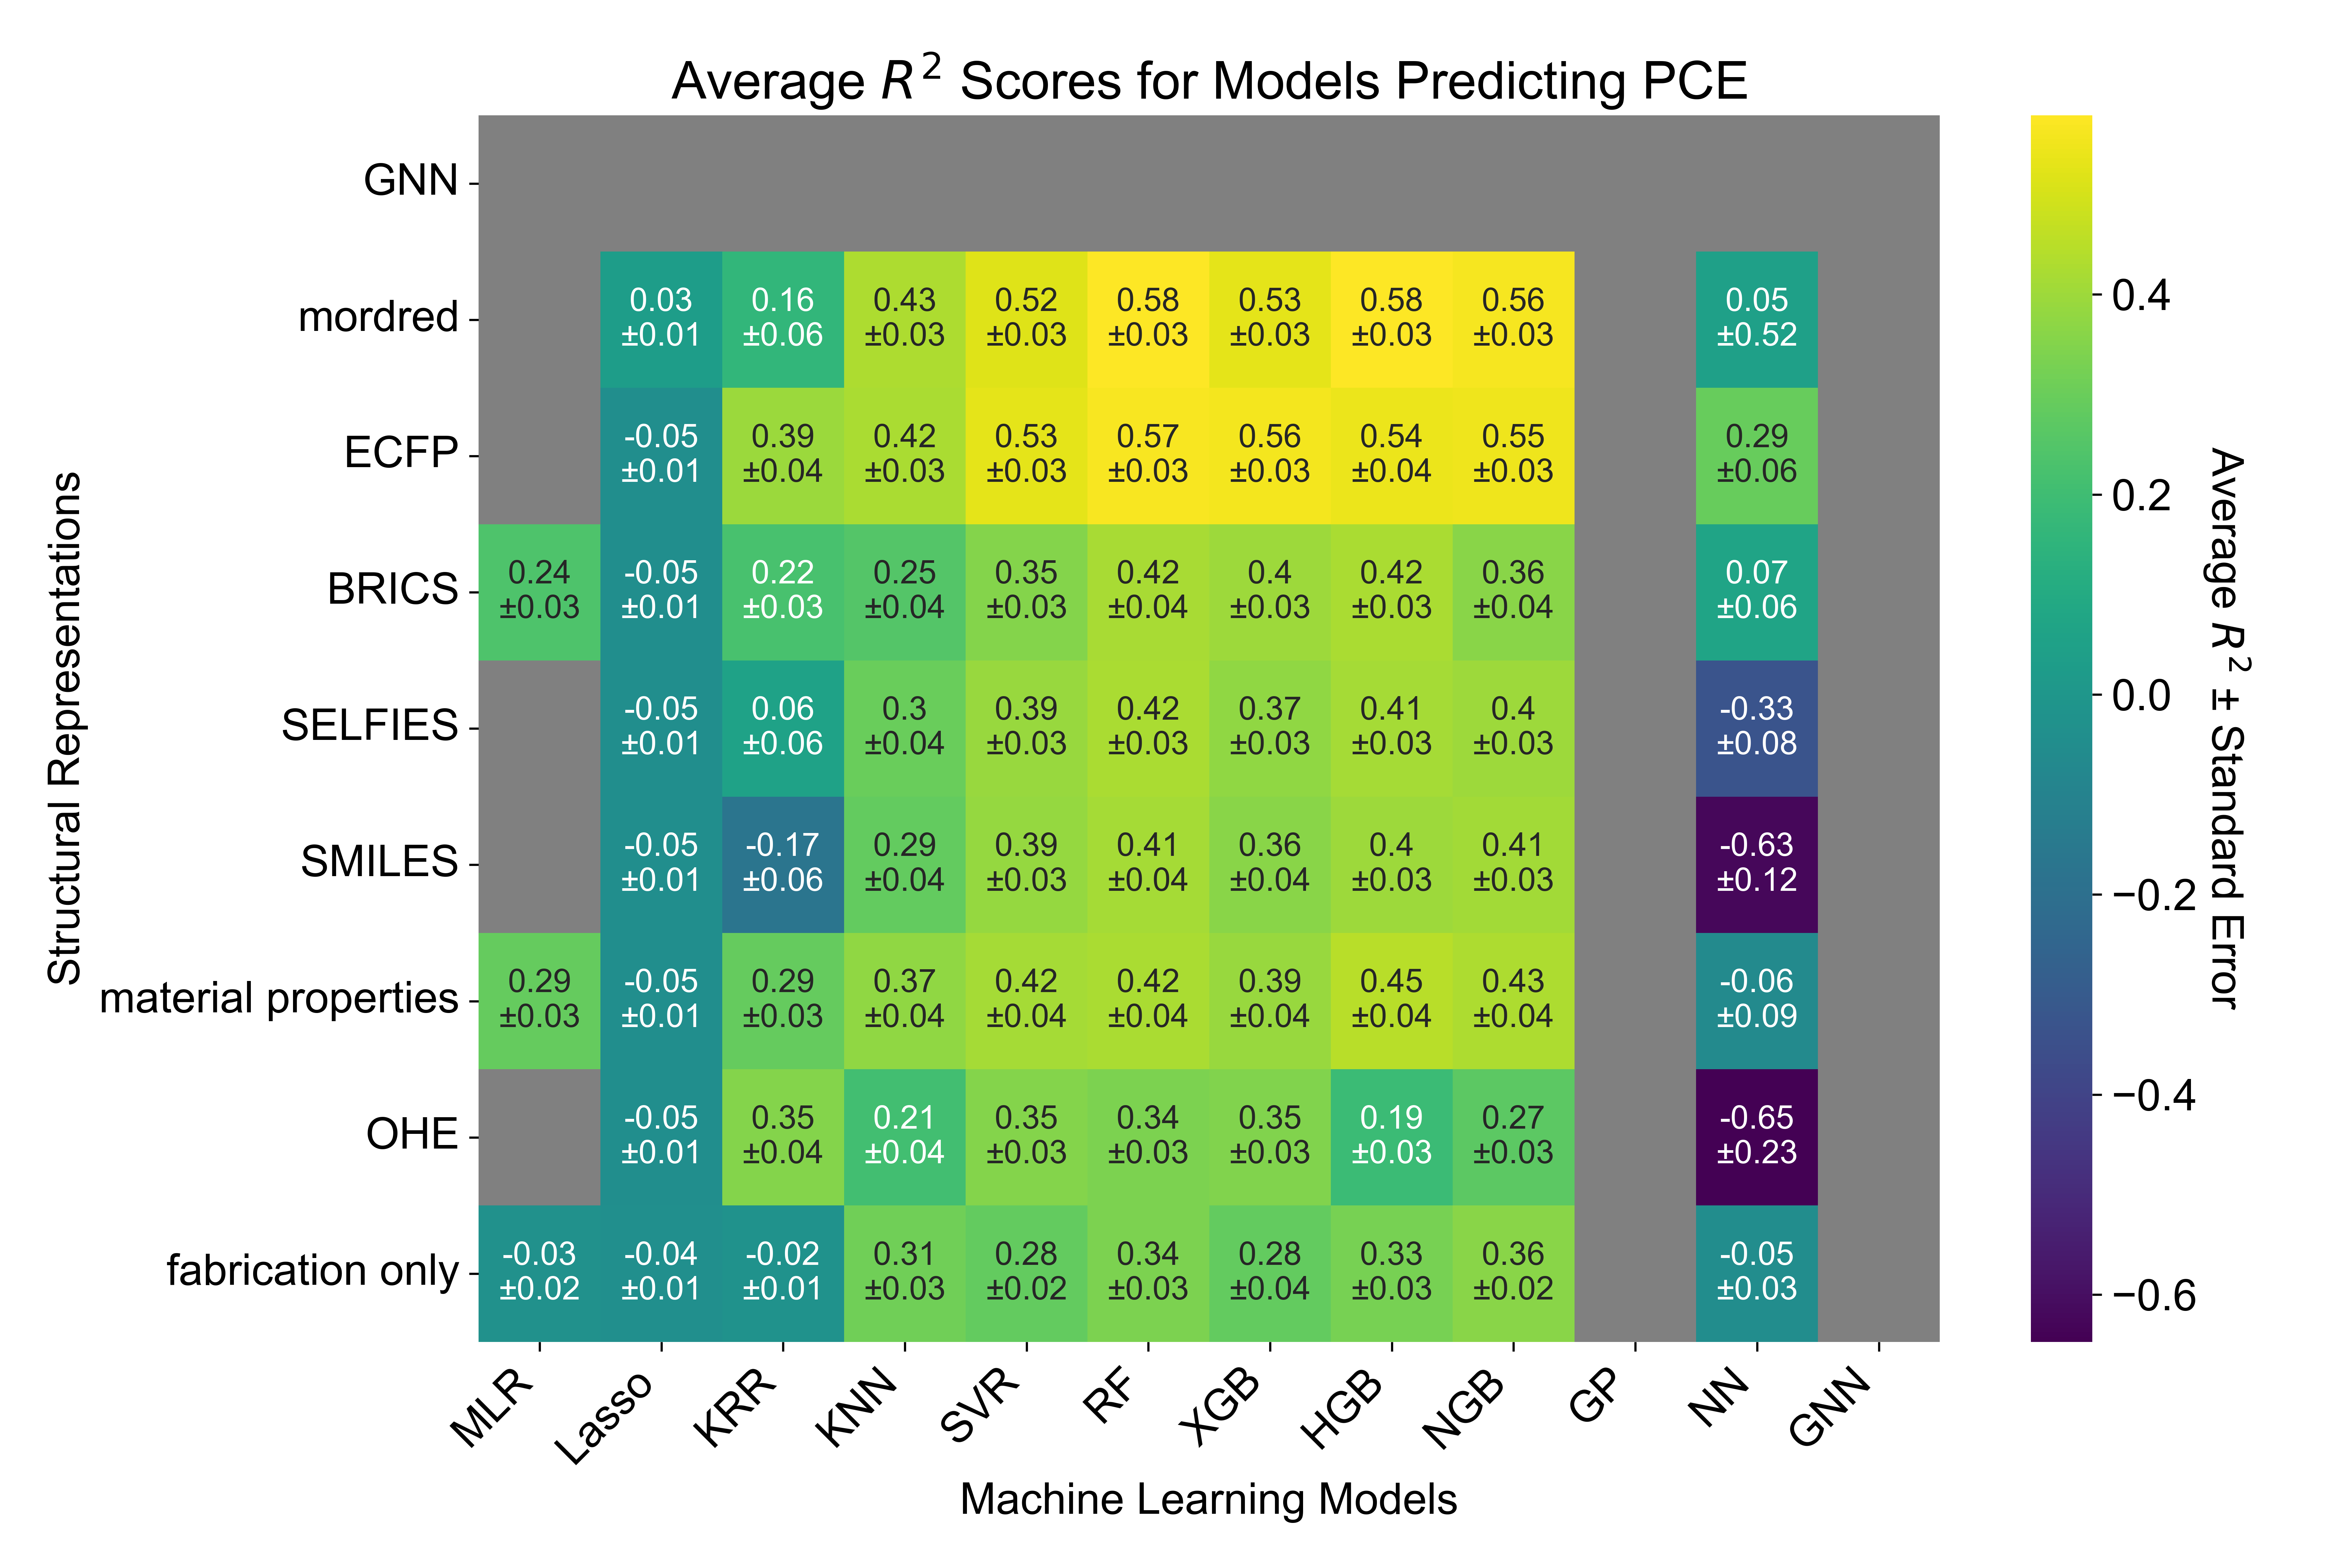 Average R² Scores for Models Predicting PCE
GNN
mordred
0.03 0.16 0.43 0.52 0.58 0.53 0.58 0.56 0.05
±0.01 ±0.06 ±0.03 ±0.03 ±0.03 ±0.03 ±0.03 ±0.03 ±0.52
ECFP
-0.05 0.39 0.42 0.53 0.57 0.56 0.54 0.55 0.29
±0.01 ±0.04 ±0.03 ±0.03 ±0.03 ±0.03 ±0.04 ±0.03 ±0.06
BRICS
0.24 -0.05 0.22 0.25 0.35 0.42 0.4 0.42 0.36 0.07
±0.03 ±0.01 ±0.03 ±0.04 ±0.03 ±0.04 ±0.03 ±0.03 ±0.04 ±0.06
SELFIES
-0.05 0.06 0.3 0.39 0.42 0.37 0.41 0.4 -0.33
±0.01 ±0.06 ±0.04 ±0.03 ±0.03 ±0.03 ±0.03 ±0.03 ±0.08
SMILES
-0.05 -0.17 0.29 0.39 0.41 0.36 0.4 0.41 -0.63
±0.01 ±0.06 ±0.04 ±0.03 ±0.04 ±0.04 ±0.03 ±0.03 ±0.12
material properties
0.29 -0.05 0.29 0.37 0.42 0.42 0.39 0.45 0.43 -0.06
±0.03 ±0.01 ±0.03 ±0.04 ±0.04 ±0.04 ±0.04 ±0.04 ±0.04 ±0.09
OHE
-0.05 0.35 0.21 0.35 0.34 0.35 0.19 0.27 -0.65
±0.01 ±0.04 ±0.04 ±0.03 ±0.03 ±0.03 ±0.03 ±0.03 ±0.23
fabrication only
-0.03 -0.04 -0.02 0.31 0.28 0.34 0.28 0.33 0.36 -0.05
±0.02 ±0.01 ±0.01 ±0.03 ±0.02 ±0.03 ±0.04 ±0.03 ±0.02 ±0.03
MLR Lasso KRR KNN SVR RF XGB HGB NGB GP NN GNN
Machine Learning Models
Structural Representations
0.4
0.2
0.0
−0.2
−0.4
−0.6
Average R² ± Standard Error